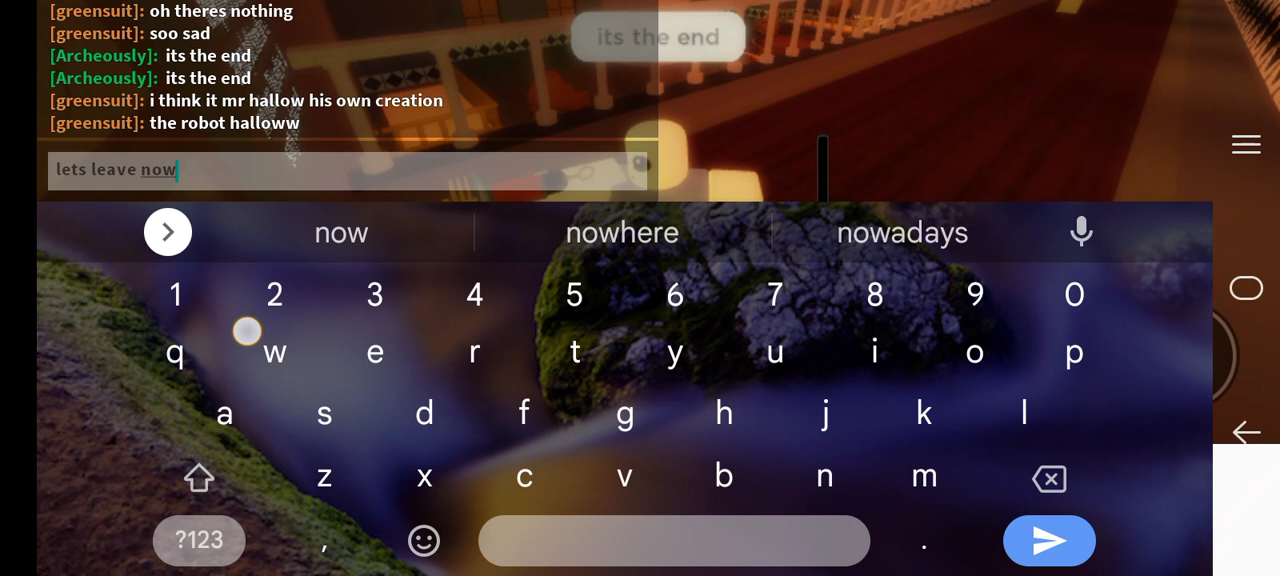 [greensuit]: oh theres nothing
[greensuit]: soo sad
[Archeously]: its the end
[Archeously]: its the end
[greensuit]: i think it mr hallow his own creation
[greensuit]: the robot halloww
its the end
lets leave now
now nowhere nowadays
1 2 3 4 5 6 7 8 9 0
q w e r t y u i o p
a s d f g h j k l
z x c v b n m
?123 , .